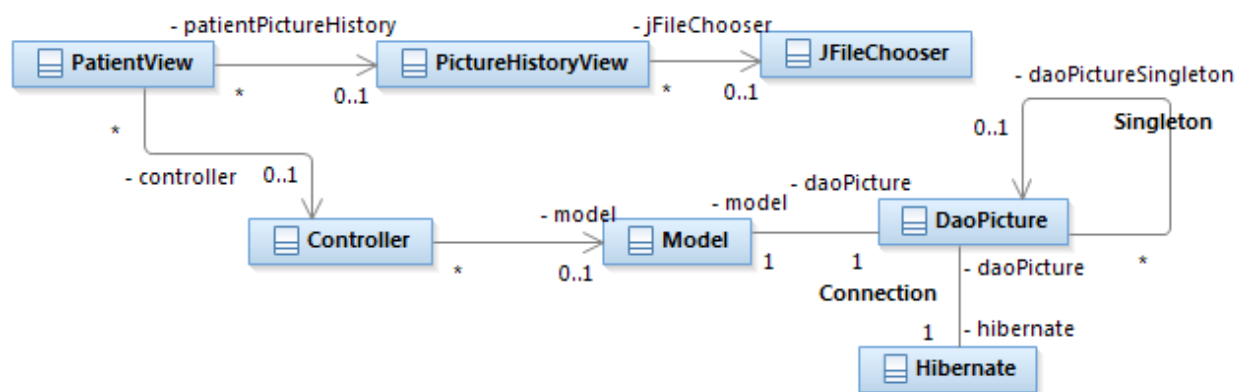 - patientPictureHistory
- jFileChooser
PatientView
PictureHistoryView
JFileChooser
*
0..1
*
0..1
- daoPictureSingleton
*
0..1
Singleton
- controller
0..1
- daoPicture
- model
- model
Controller
Model
DaoPicture
*
0..1
1
1
- daoPicture
*
Connection
1
- hibernate
Hibernate